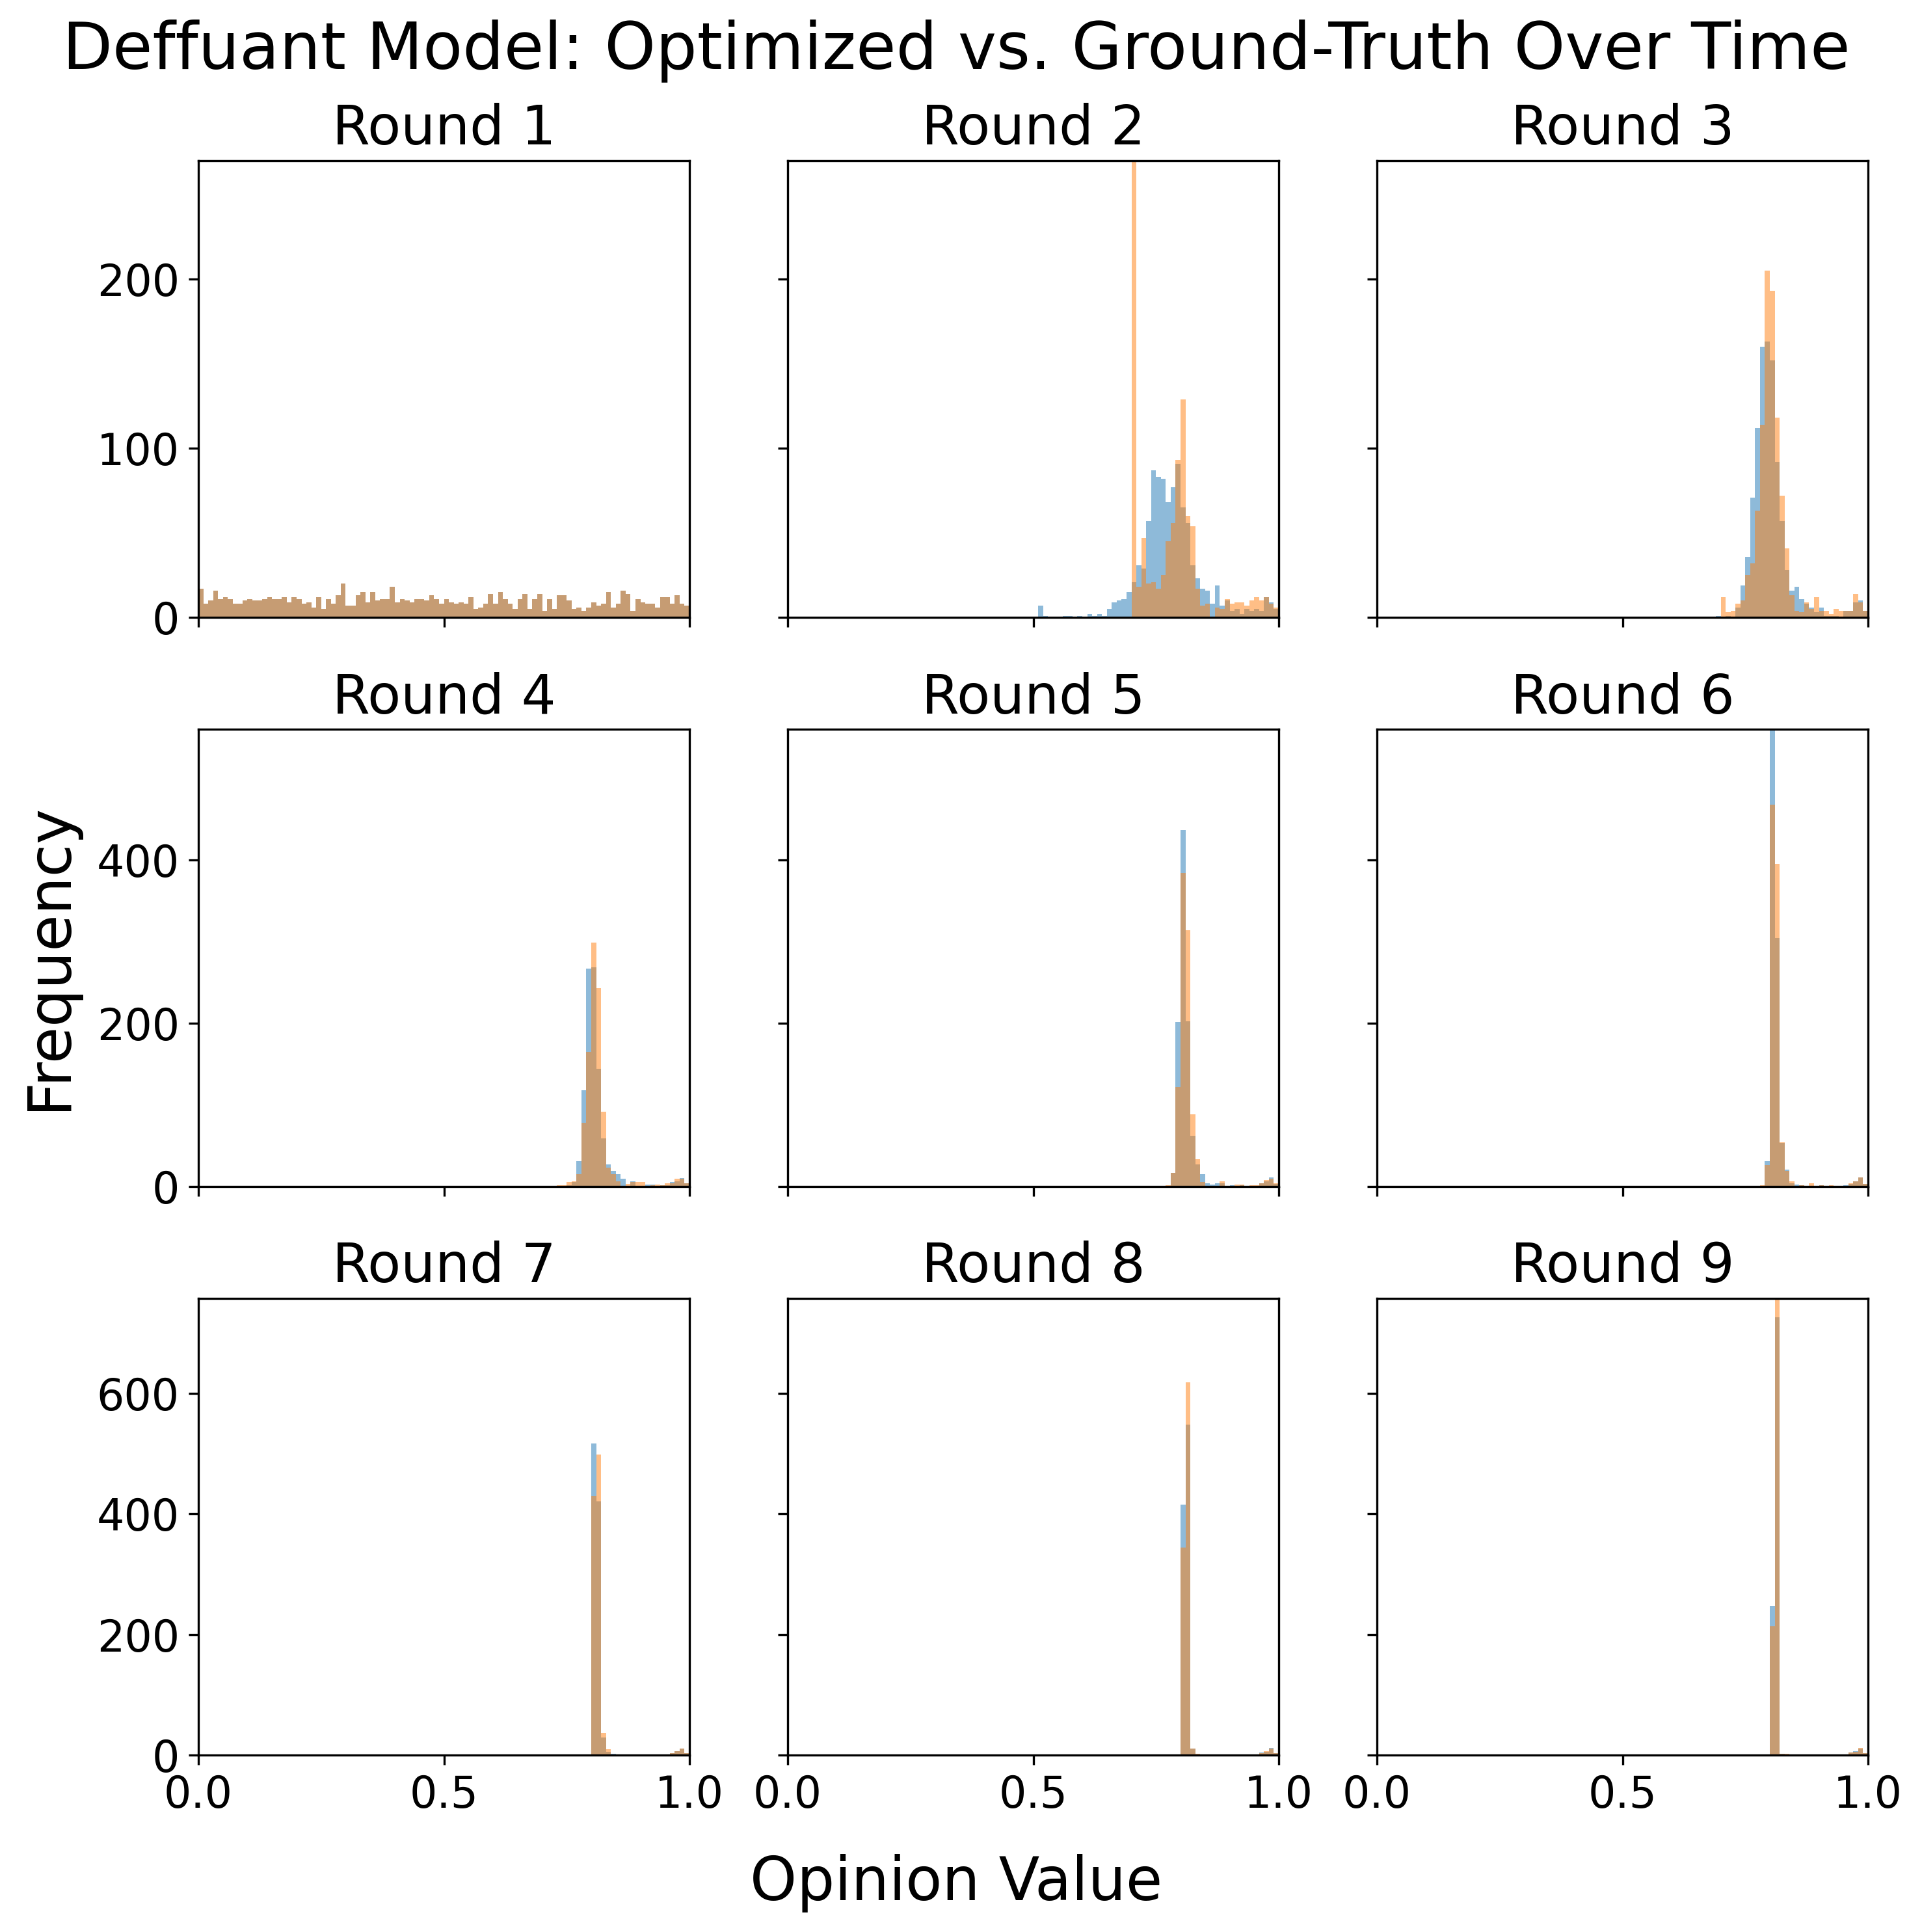 Deffuant Model: Optimized vs. Ground-Truth Over Time
Round 1
Round 2
Round 3
200
100
0
Round 4
Round 5
Round 6
Frequency
400
200
0
Round 7
Round 8
Round 9
600
400
200
0
0.0 0.5 1.0 0.0 0.5 1.0 0.0 0.5 1.0
Opinion Value